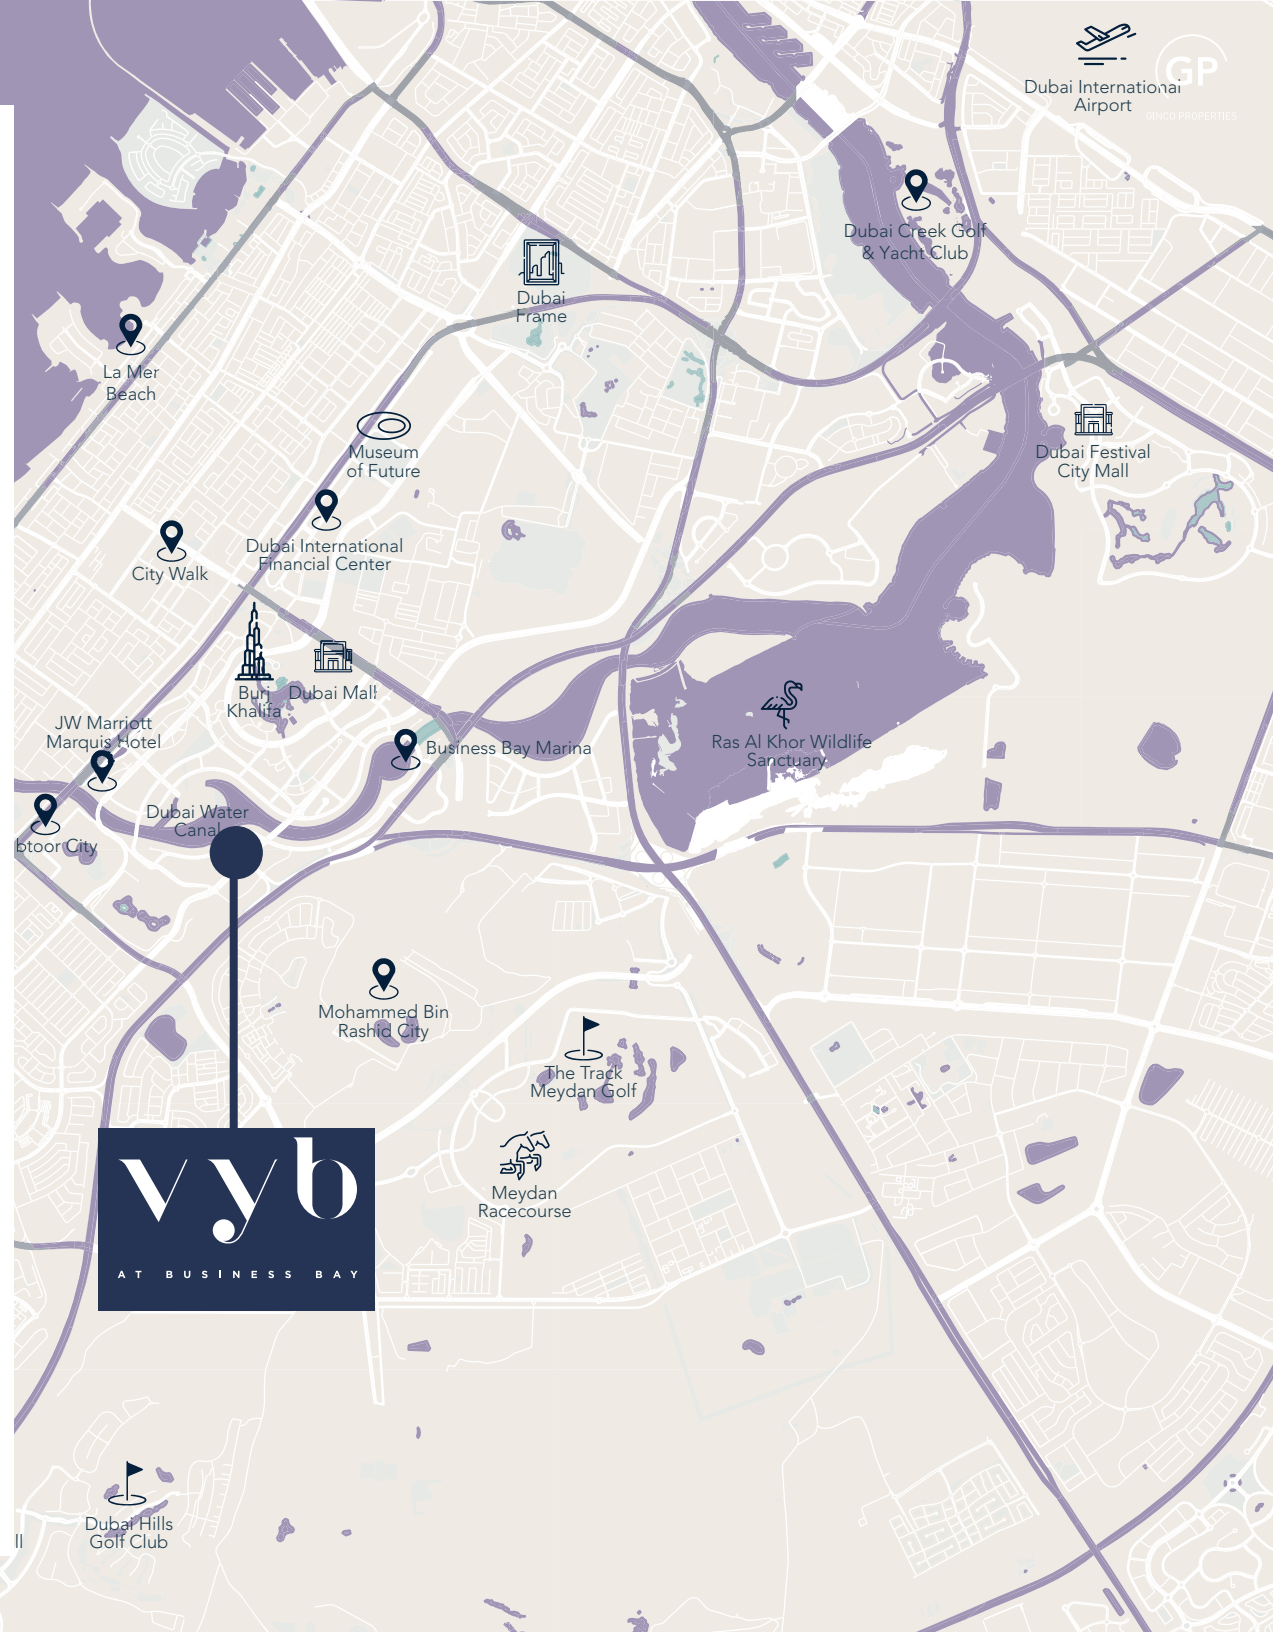 Dubai International
Airport
GP
GINCO PROPERTIES
Dubai Creek Golf
& Yacht Club
Dubai
Frame
La Mer
Beach
Museum
of Future
Dubai Festival
City Mall
Dubai International
Financial Center
City Walk
Burj
Khalifa
Dubai Mall
JW Marriott
Marquis Hotel
Business Bay Marina
Ras Al Khor Wildlife
Sanctuary
Dubai Water
Canal
btoor City
Mohammed Bin
Rashid City
The Track
Meydan Golf
Meydan
Racecourse
vyb
AT BUSINESS BAY
Dubai Hills
Golf Club
ll